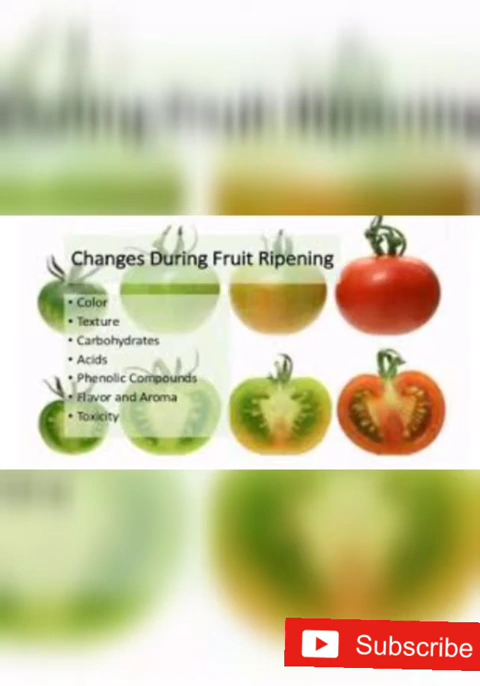 Changes During Fruit Ripening
• Color
• Texture
• Carbohydrates
• Acids
• Phenolic Compounds
• Flavor and Aroma
• Toxicity
Subscribe